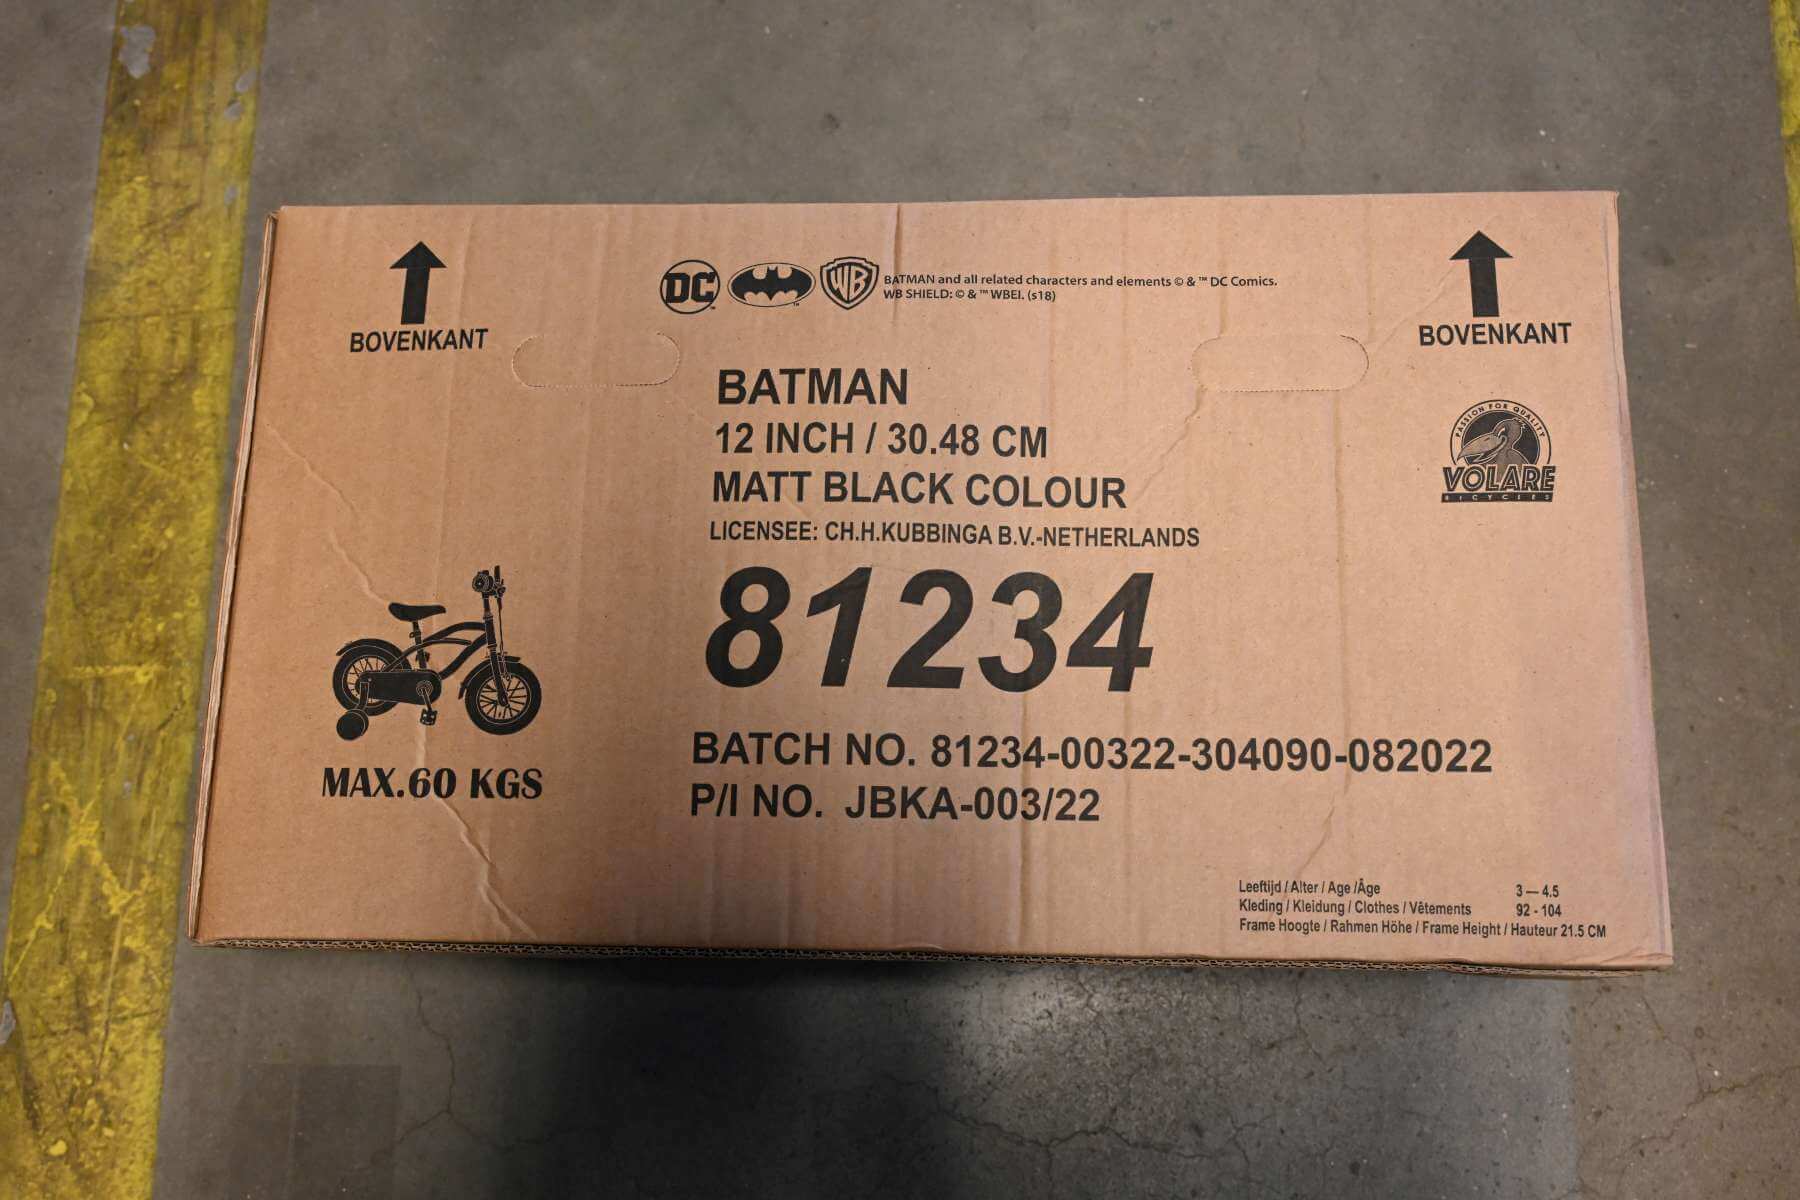 BOVENKANT
DC
WB
BATMAN and all related characters and elements © & ™ DC Comics.
WB SHIELD: © & ™ WBEI. (s18)
BOVENKANT
BATMAN
12 INCH / 30.48 CM
MATT BLACK COLOUR
LICENSEE: CH.H.KUBBINGA B.V.-NETHERLANDS
PASSION FOR QUALITY
VOLARE
BICYCLES
81234
MAX.60 KGS
BATCH NO. 81234-00322-304090-082022
P/I NO. JBKA-003/22
Leeftijd / Alter / Age /Âge 3 — 4.5
Kleding / Kleidung / Clothes / Vêtements 92 - 104
Frame Hoogte / Rahmen Höhe / Frame Height / Hauteur 21.5 CM